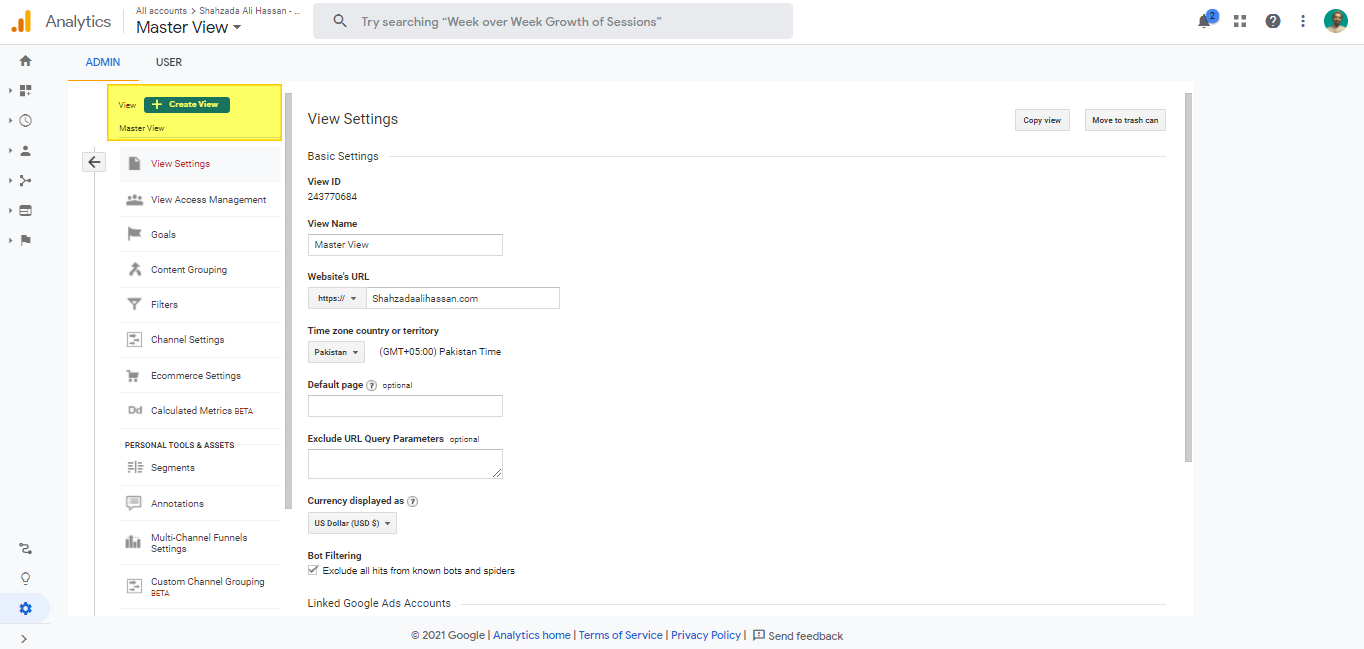 Analytics
All accounts > Shahzada Ali Hassan - ...
Master View
Try searching “Week over Week Growth of Sessions”
2
ADMIN
USER
View
Create View
Master View
View Settings
View Access Management
Goals
Content Grouping
Filters
Channel Settings
Ecommerce Settings
Dd Calculated Metrics BETA
PERSONAL TOOLS & ASSETS
Segments
Annotations
Multi-Channel Funnels
Settings
Custom Channel Grouping
BETA
View Settings
Copy view
Move to trash can
Basic Settings
View ID
243770684
View Name
Master View
Website's URL
https://
Shahzadaalihassan.com
Time zone country or territory
Pakistan
(GMT+05:00) Pakistan Time
Default page ? optional
Exclude URL Query Parameters optional
Currency displayed as ?
US Dollar (USD $)
Bot Filtering
Exclude all hits from known bots and spiders
Linked Google Ads Accounts
© 2021 Google | Analytics home | Terms of Service | Privacy Policy | Send feedback